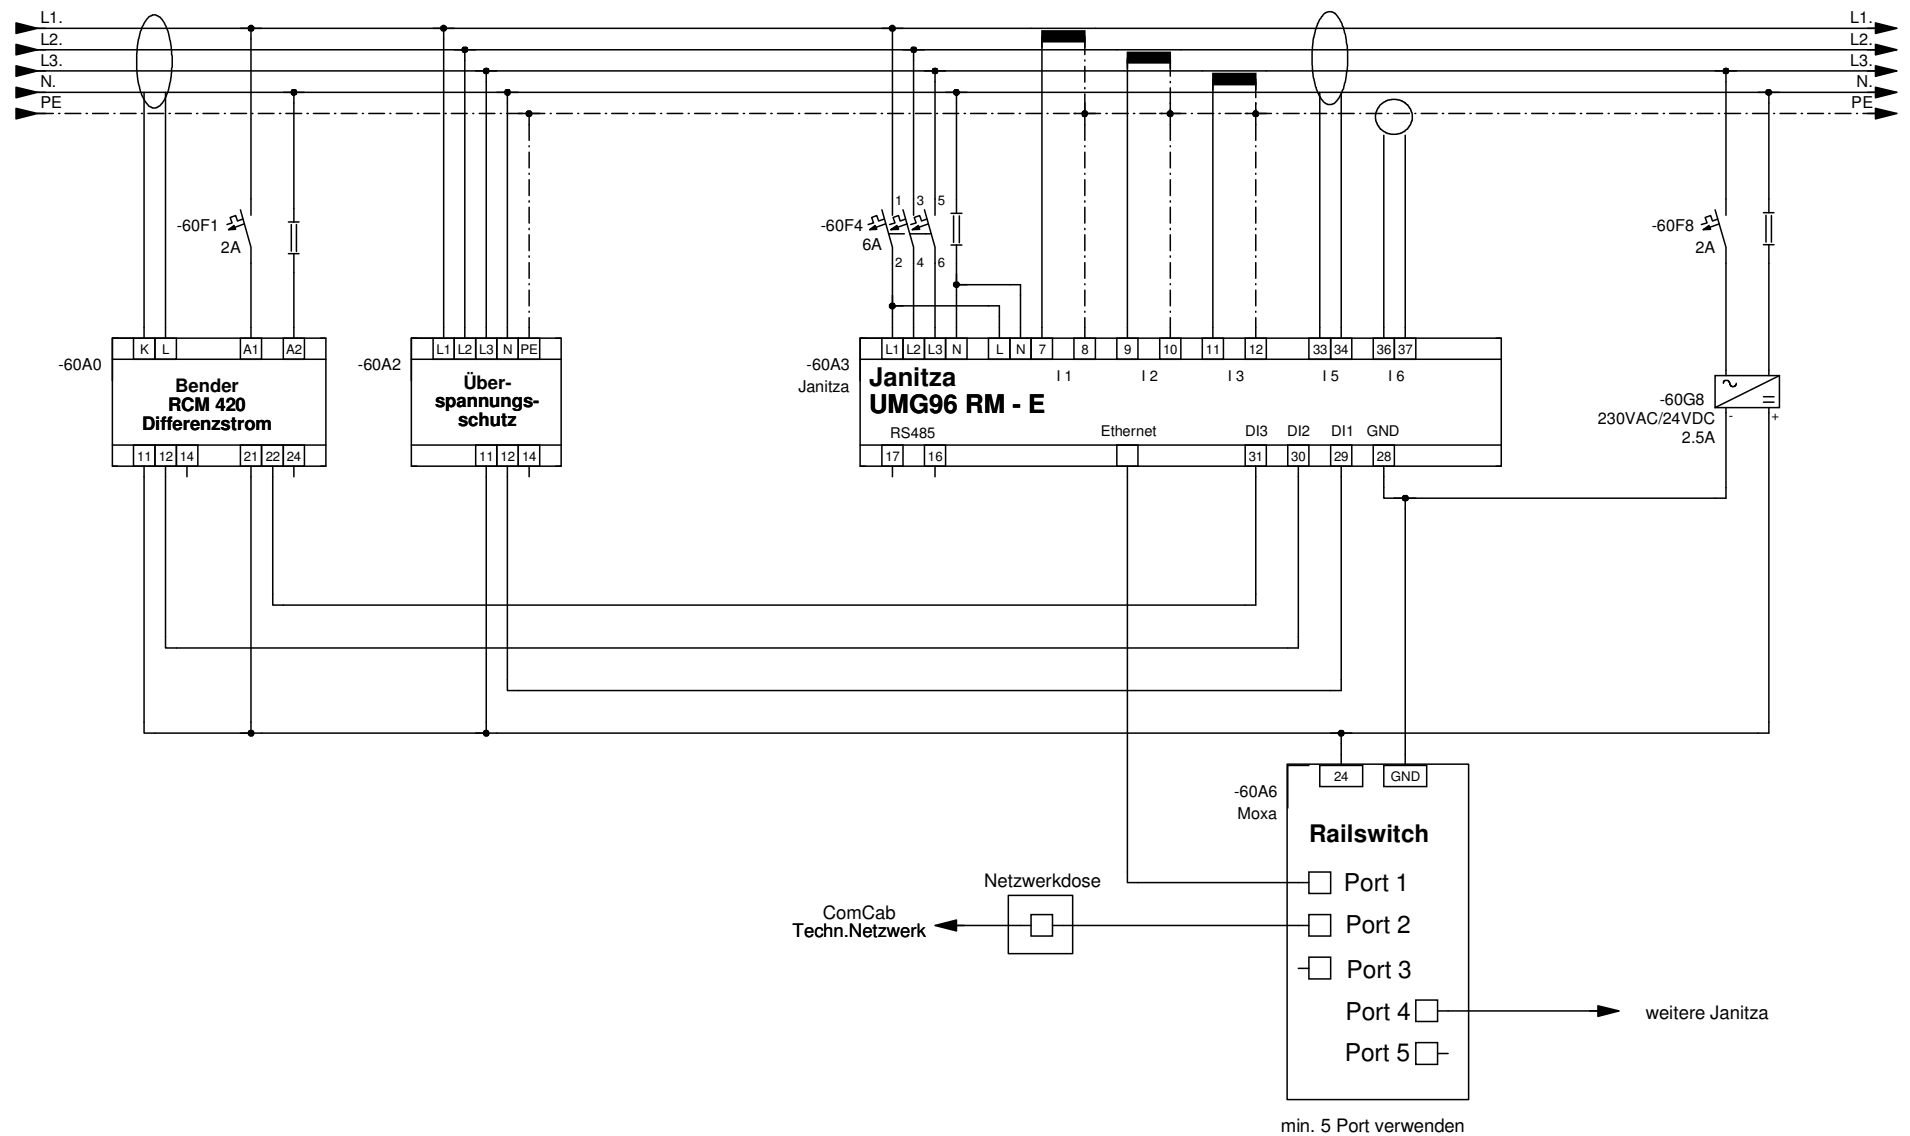 L1. L1.
L2. L2.
L3. L3.
N. N.
PE PE
1 3 5
-60F1 2A
-60F4 6A
-60F8 2A
2 4 6
K L A1 A2
L1 L2 L3 N PE
L1 L2 L3 N L N 7 8 9 10 11 12 33 34 36 37
-60A0
Bender
RCM 420
Differenzstrom
11 12 14 21 22 24
-60A2
Über-
spannungs-
schutz
11 12 14
-60A3
Janitza
Janitza
UMG96 RM - E
I 1 I 2 I 3 I 5 I 6
RS485 Ethernet DI3 DI2 DI1 GND
17 16 31 30 29 28
-60G8
230VAC/24VDC
2.5A
- +
24 GND
-60A6
Moxa
Railswitch
Port 1
Netzwerkdose
ComCab
Techn.Netzwerk
Port 2
Port 3
Port 4
weitere Janitza
Port 5
min. 5 Port verwenden